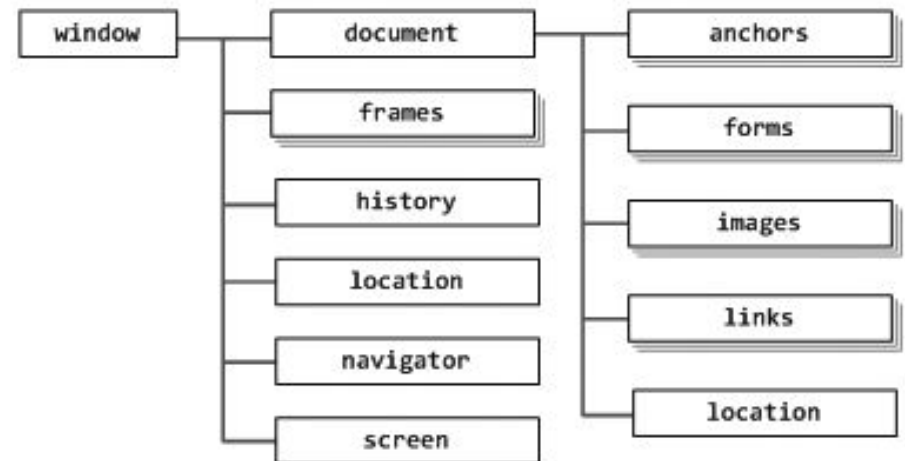 window
document
anchors
frames
forms
history
images
location
links
navigator
location
screen